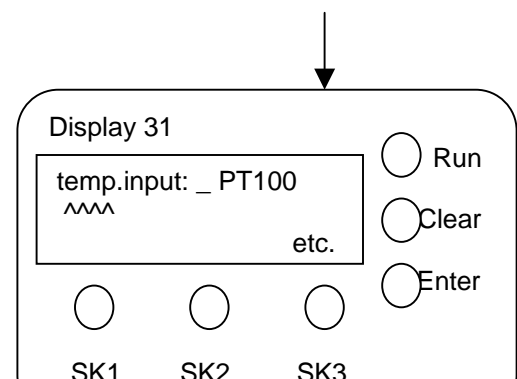 Display 31
temp.input: _ PT100
^^^^
etc.
Run
Clear
Enter
SK1 SK2 SK3